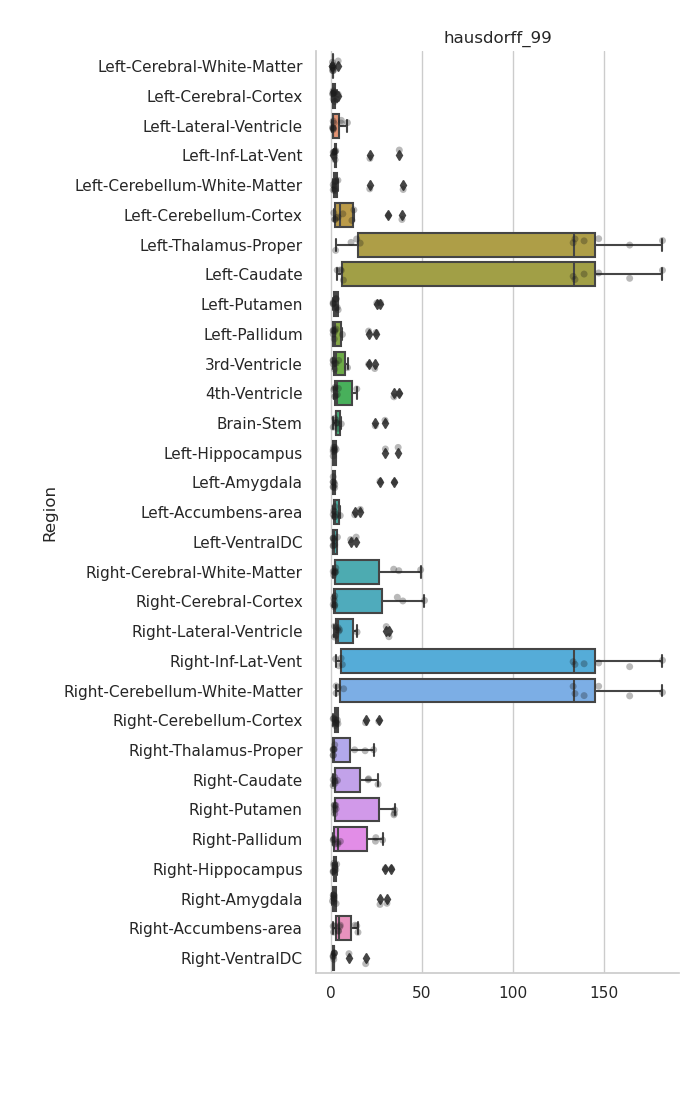 hausdorff_99
Left-Cerebral-White-Matter
Left-Cerebral-Cortex
Left-Lateral-Ventricle
Left-Inf-Lat-Vent
Left-Cerebellum-White-Matter
Left-Cerebellum-Cortex
Left-Thalamus-Proper
Left-Caudate
Left-Putamen
Left-Pallidum
3rd-Ventricle
4th-Ventricle
Brain-Stem
Left-Hippocampus
Left-Amygdala
Region
Left-Accumbens-area
Left-VentralDC
Right-Cerebral-White-Matter
Right-Cerebral-Cortex
Right-Lateral-Ventricle
Right-Inf-Lat-Vent
Right-Cerebellum-White-Matter
Right-Cerebellum-Cortex
Right-Thalamus-Proper
Right-Caudate
Right-Putamen
Right-Pallidum
Right-Hippocampus
Right-Amygdala
Right-Accumbens-area
Right-VentralDC
0 50 100 150